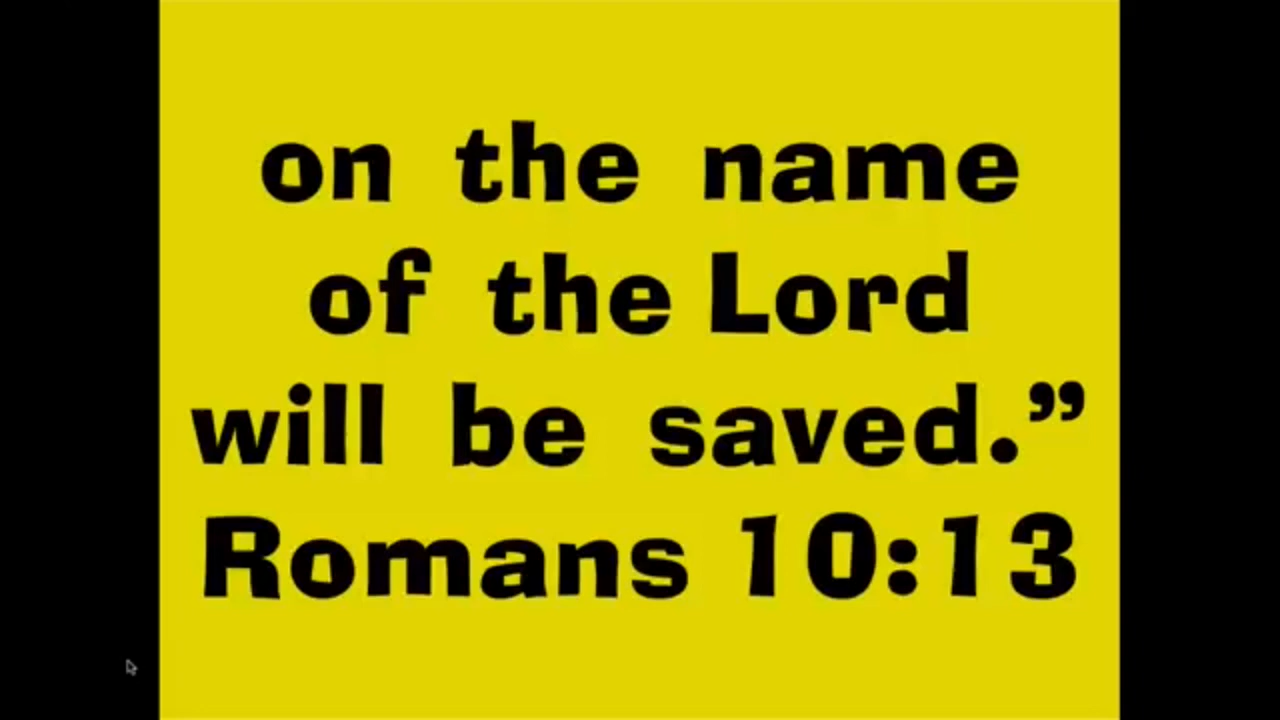 on the name
of the Lord
will be saved.”
Romans 10:13